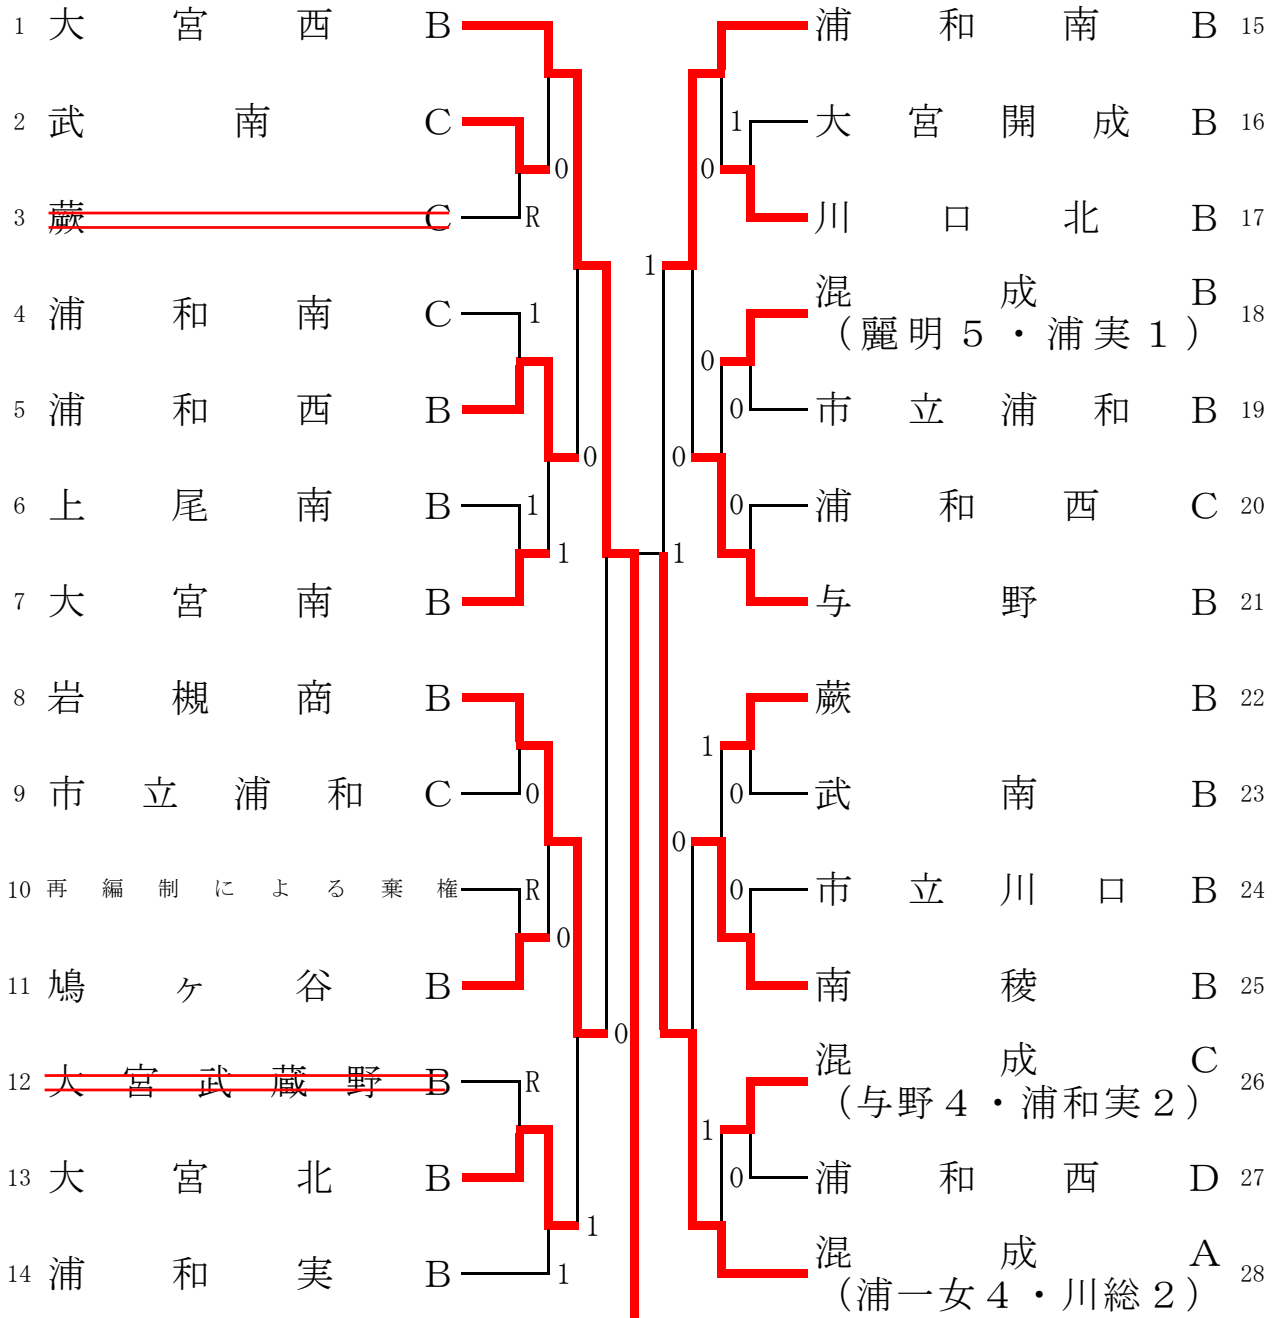 1 大宮西 B
2 武南 C
0
3 蕨 C R
4 浦和南 C 1
5 浦和西 B
0
6 上尾南 B 1
1
7 大宮南 B
8 岩槻商 B
9 市立浦和 C 0
10 再編制による棄権 R
0
11 鳩ヶ谷 B
0
12 大宮武蔵野 B R
13 大宮北 B
1
14 浦和実 B 1
浦和南 B 15
1 大宮開成 B 16
0
川口北 B 17
1
混成 B 18
(麗明5・浦実1)
0
0 市立浦和 B 19
0
0 浦和西 C 20
1
与野 B 21
蕨 B 22
1
0 武南 B 23
0
0 市立川口 B 24
南稜 B 25
混成 C 26
(与野4・浦和実2)
1
0 浦和西 D 27
混成 A 28
(浦一女4・川総2)